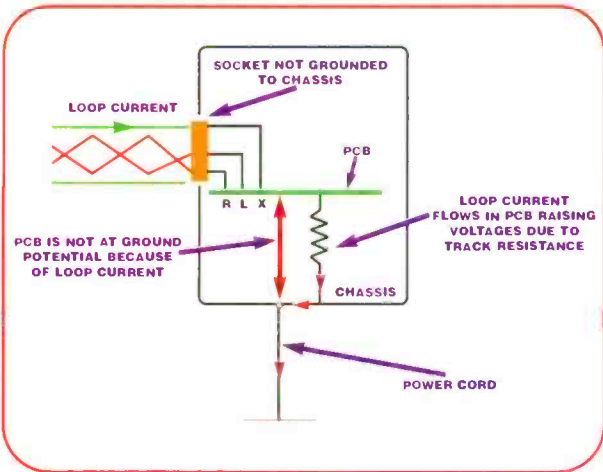 SOCKET NOT GROUNDED
TO CHASSIS
LOOP CURRENT
PCB
R L X
LOOP CURRENT
FLOWS IN PCB RAISING
VOLTAGES DUE TO
TRACK RESISTANCE
PCB IS NOT AT GROUND
POTENTIAL BECAUSE
OF LOOP CURRENT
CHASSIS
POWER CORD